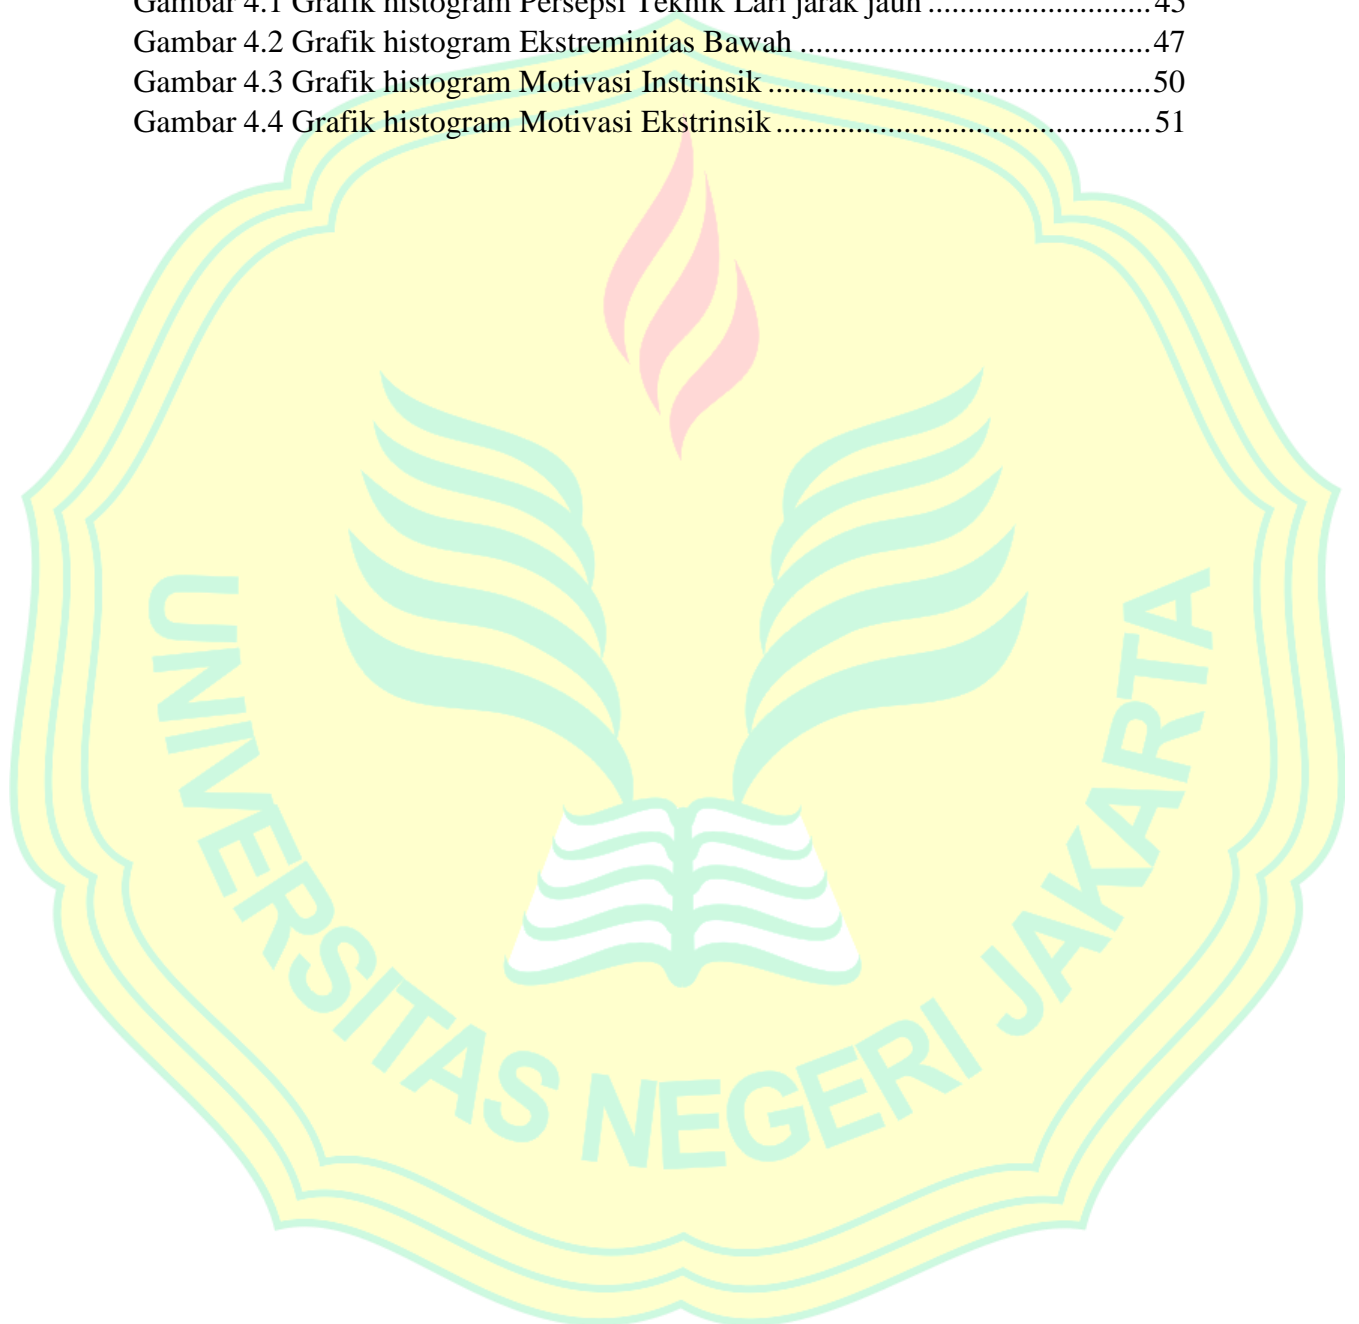 Gambar 4.1 Grafik histogram Persepsi Teknik Lari jarak jauh ............................ 45
Gambar 4.2 Grafik histogram Ekstreminitas Bawah ............................................ 47
Gambar 4.3 Grafik histogram Motivasi Instrinsik ................................................ 50
Gambar 4.4 Grafik histogram Motivasi Ekstrinsik ............................................... 51
UNIVERSITAS NEGERI JAKARTA